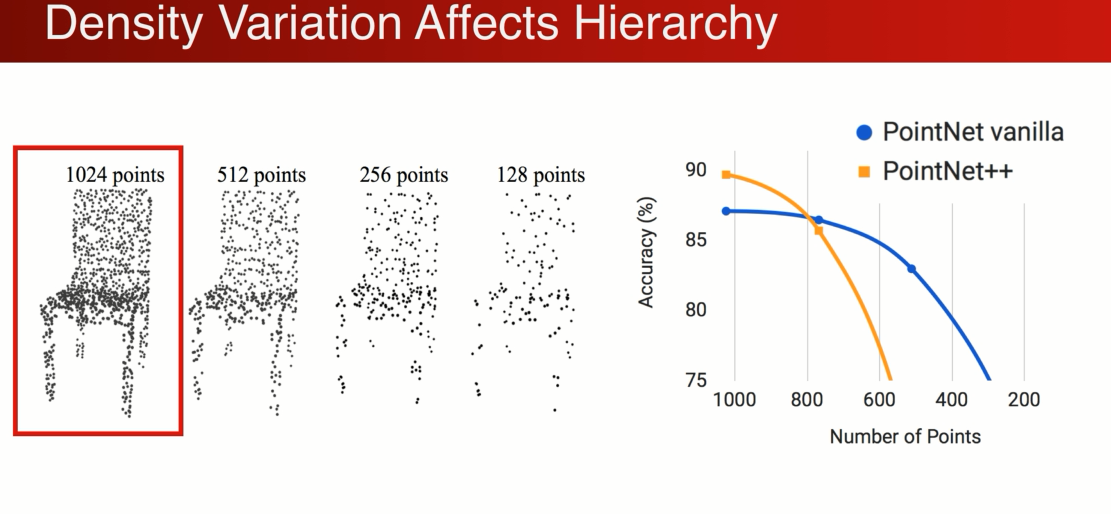 Density Variation Affects Hierarchy
1024 points
512 points
256 points
128 points
PointNet vanilla
PointNet++
Accuracy (%)
90
85
80
75
1000 800 600 400 200
Number of Points